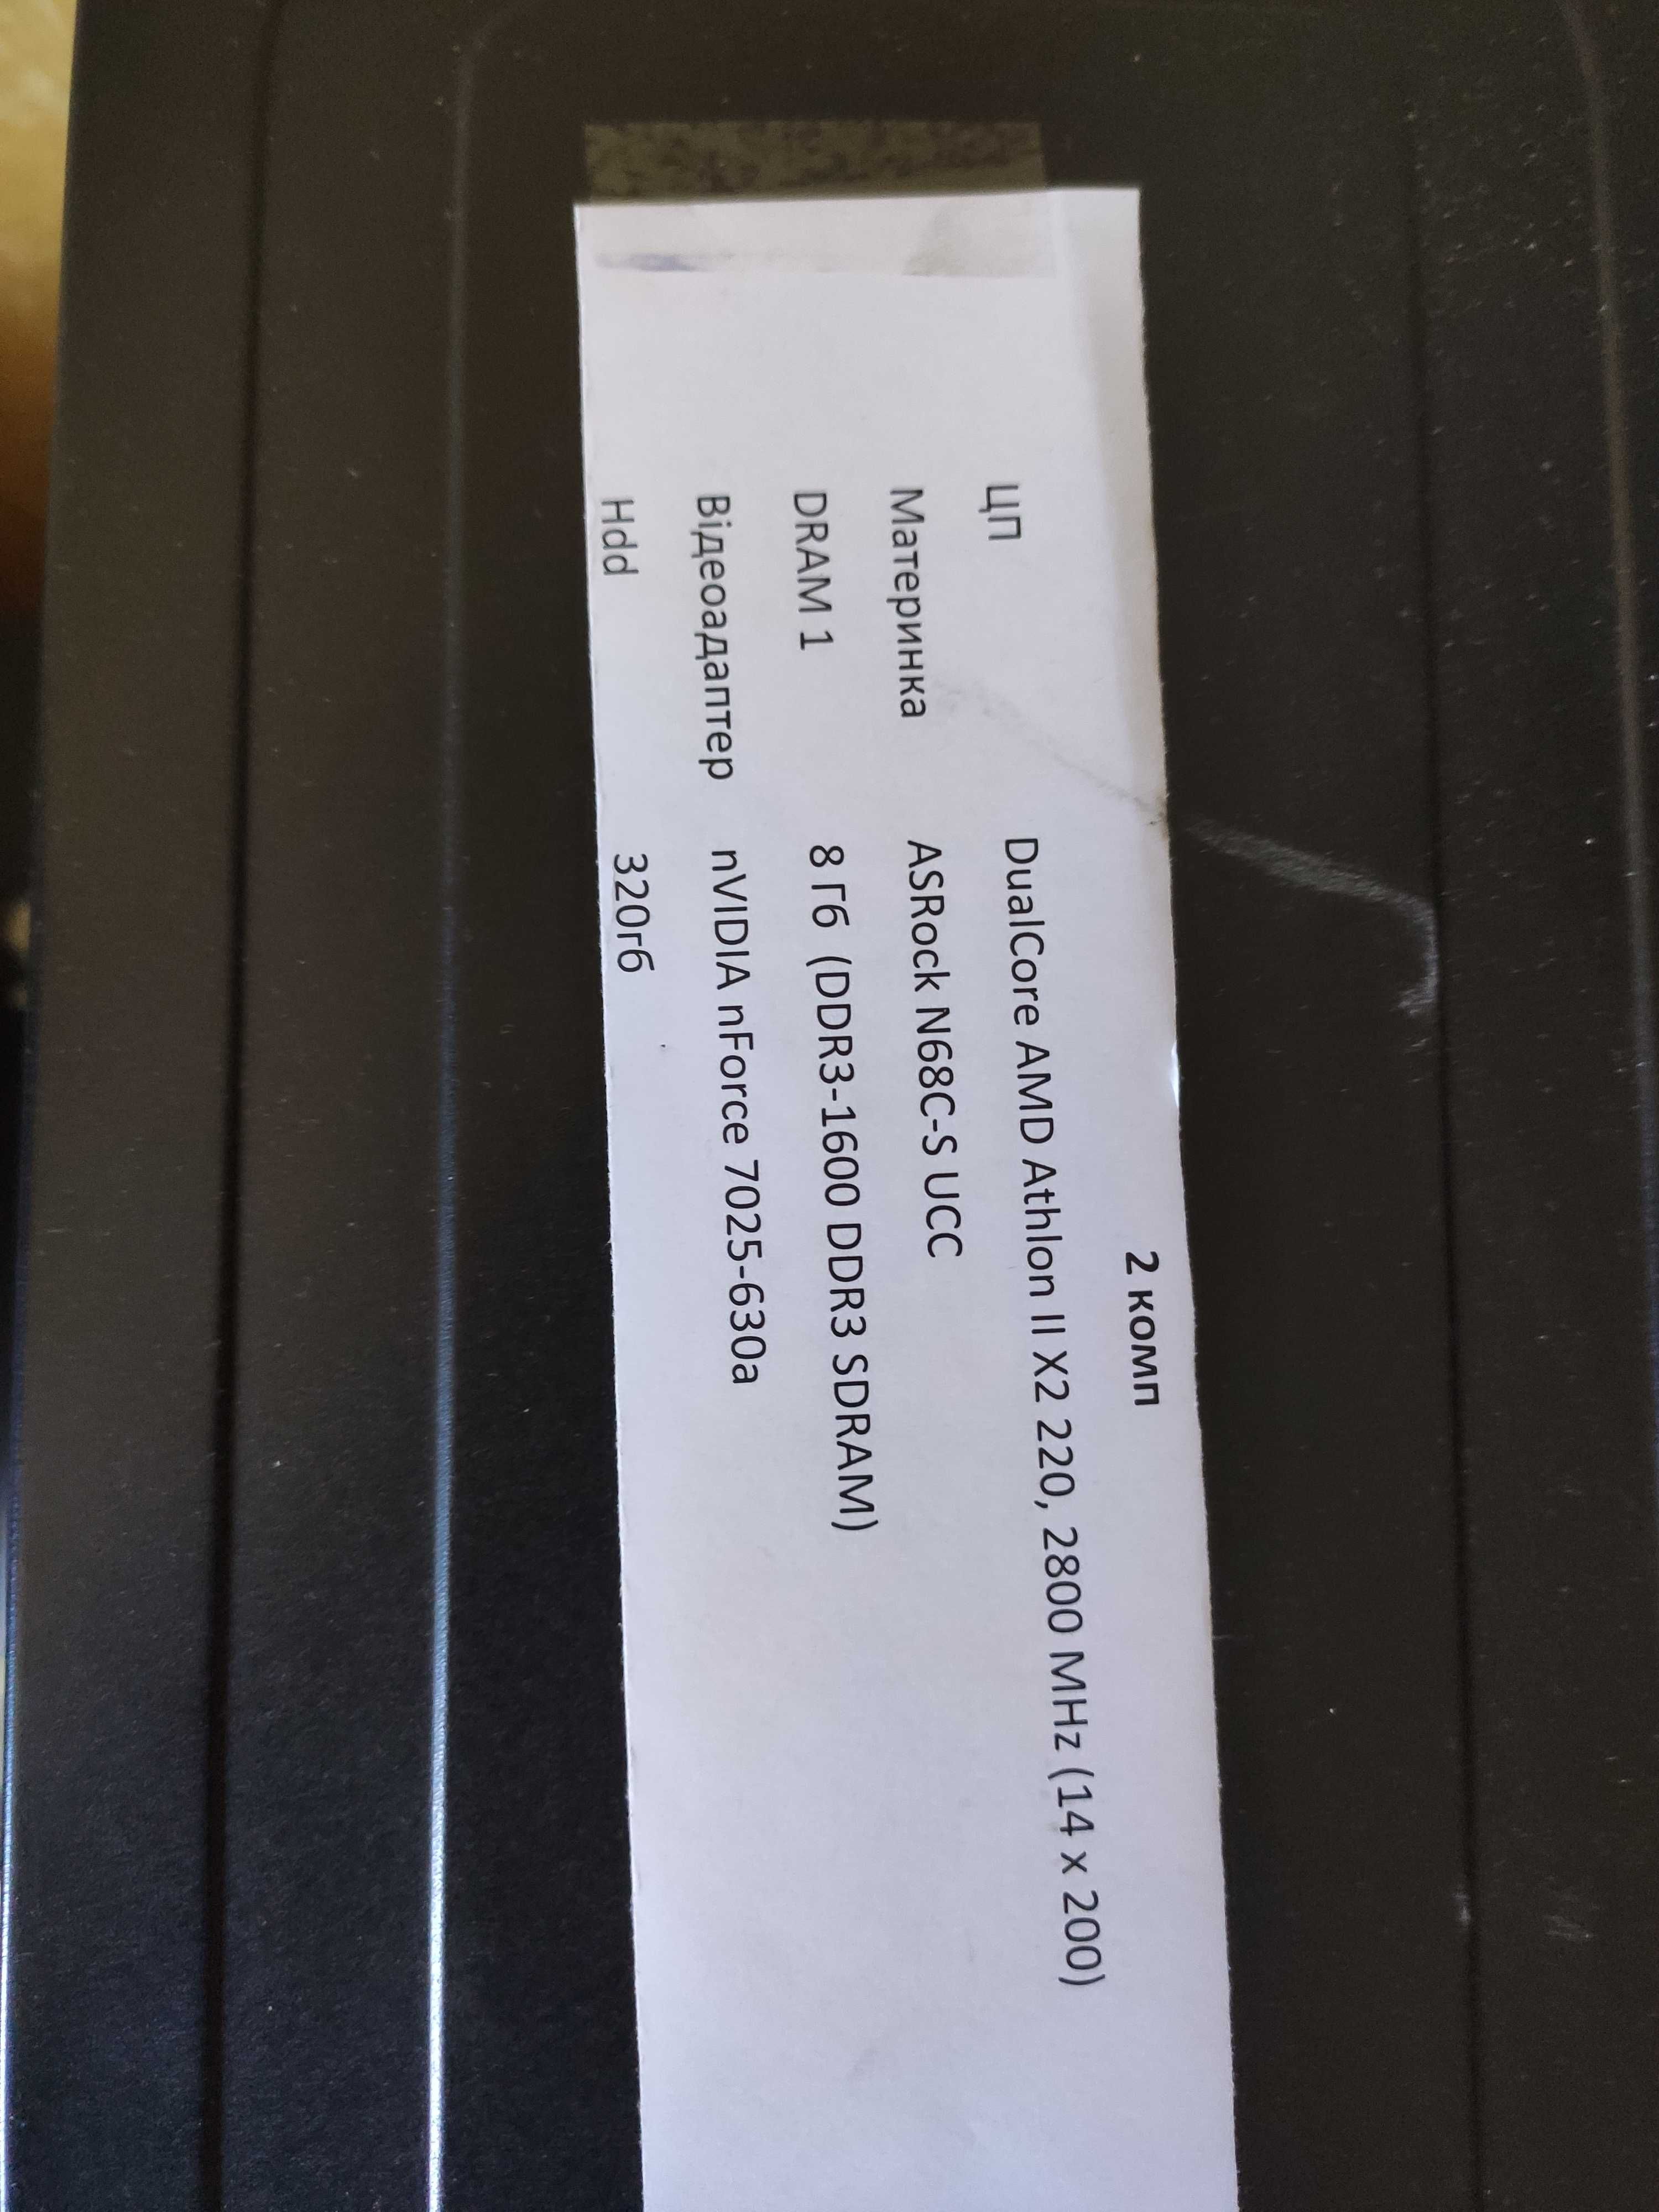 2 комп
ЦП DualCore AMD Athlon II X2 220, 2800 MHz (14 x 200)
Материнка ASRock N68C-S UCC
DRAM 1 8 Гб (DDR3-1600 DDR3 SDRAM)
Відеоадаптер nVIDIA nForce 7025-630a
Hdd 320гб